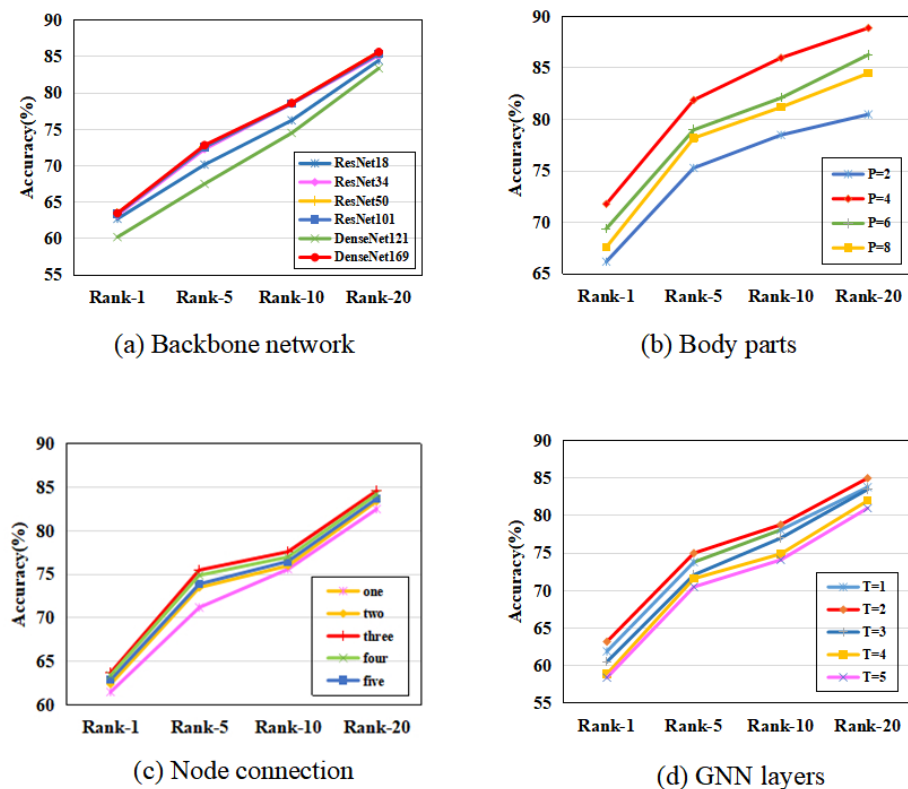 Accuracy(%)
90
85
80
75
70
65
60
55
Rank-1 Rank-5 Rank-10 Rank-20
ResNet18
ResNet34
ResNet50
ResNet101
DenseNet121
DenseNet169
(a) Backbone network
Accuracy(%)
90
85
80
75
70
65
Rank-1 Rank-5 Rank-10 Rank-20
P=2
P=4
P=6
P=8
(b) Body parts
Accuracy(%)
90
85
80
75
70
65
60
Rank-1 Rank-5 Rank-10 Rank-20
one
two
three
four
five
(c) Node connection
Accuracy(%)
90
85
80
75
70
65
60
55
Rank-1 Rank-5 Rank-10 Rank-20
T=1
T=2
T=3
T=4
T=5
(d) GNN layers